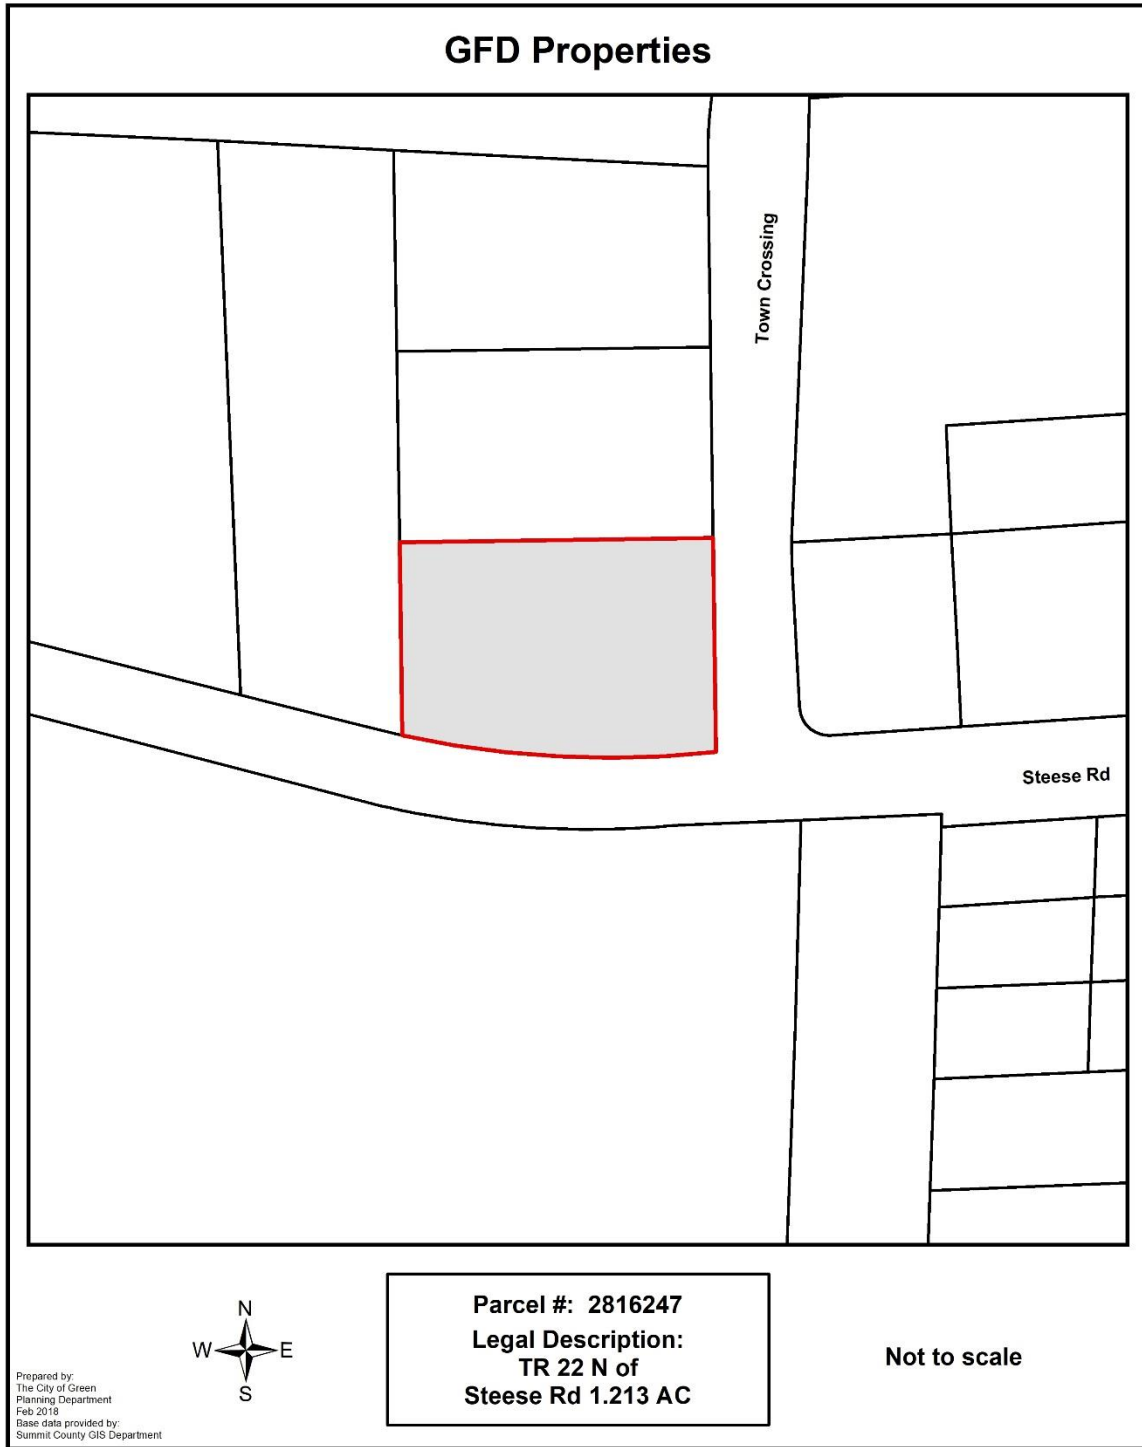 GFD Properties
Town Crossing
Steese Rd
N
W E
S
Parcel #: 2816247
Legal Description:
TR 22 N of
Steese Rd 1.213 AC
Not to scale
Prepared by:
The City of Green
Planning Department
Feb 2018
Base data provided by:
Summit County GIS Department